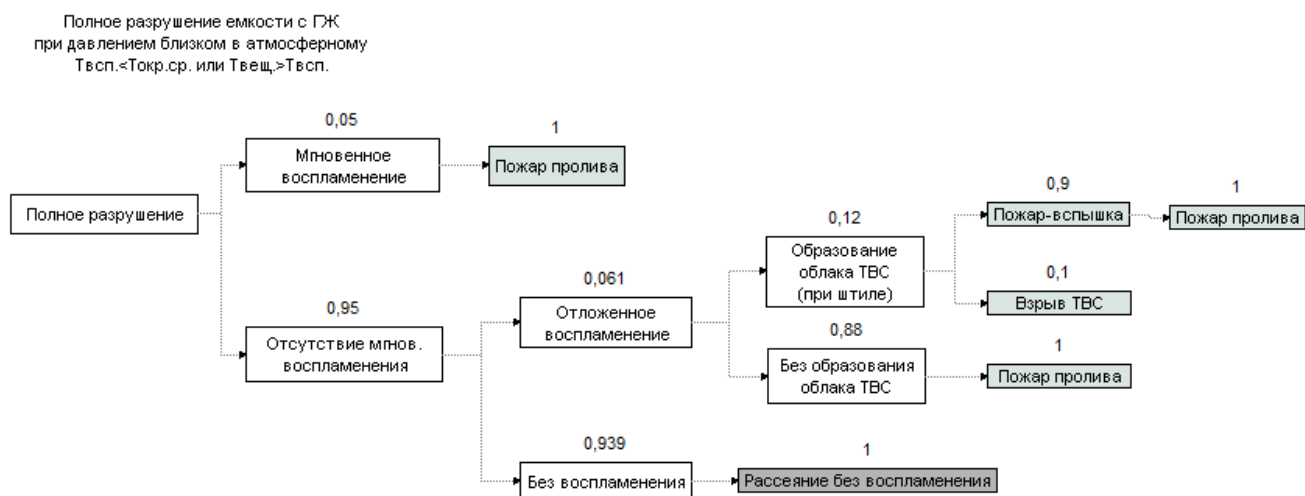 Полное разрушение емкости с ГЖ
при давлением близком в атмосферному
Твсп.<Токр.ср. или Твещ.>Твсп.
0,05
1
Мгновенное
воспламенение
Пожар пролива
Полное разрушение
0,9
1
Пожар-вспышка
Пожар пролива
0,12
Образование
облака ТВС
(при штиле)
0,1
Взрыв ТВС
0,061
0,95
Отложенное
воспламенение
Отсутствие мгнов.
воспламенения
0,88
1
Без образования
облака ТВС
Пожар пролива
0,939
1
Без воспламенения
Рассеяние без воспламенения